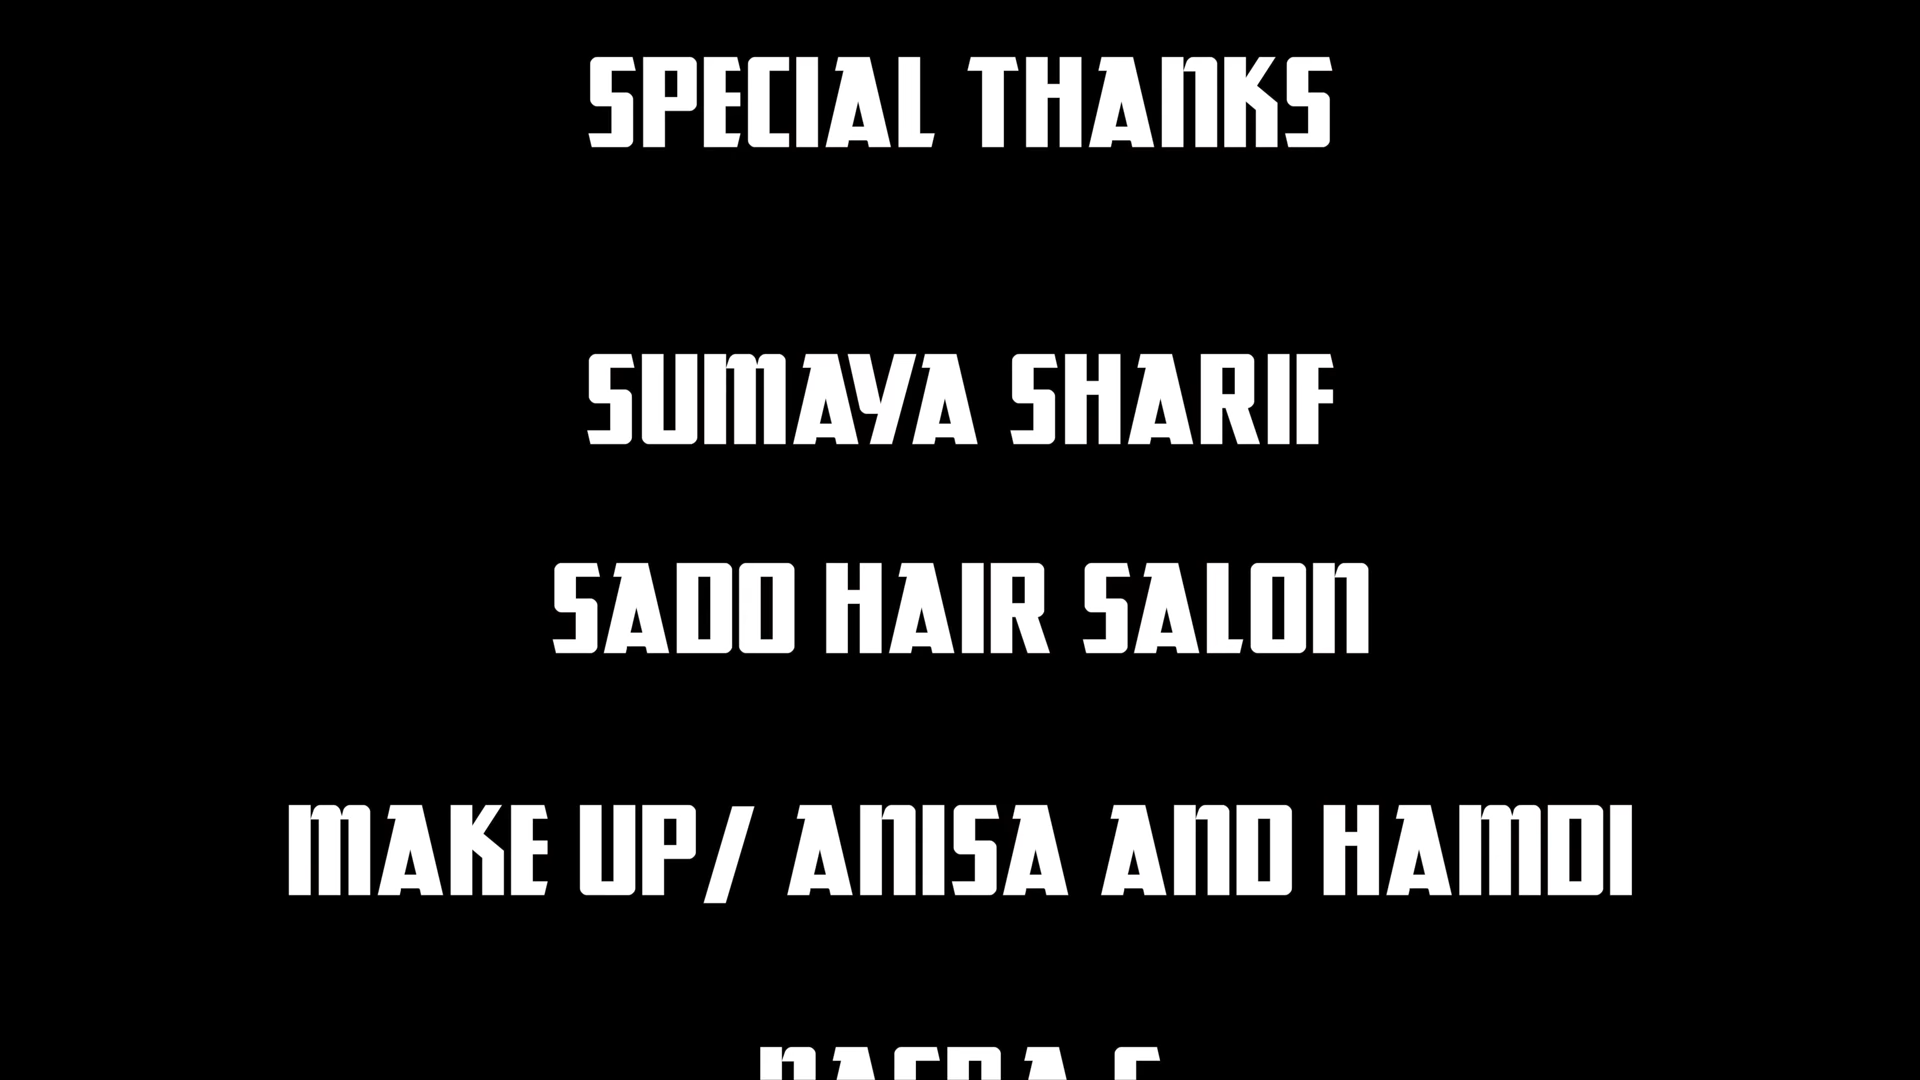 SPECIAL THANKS
SUMAYA SHARIF
SADO HAIR SALON
MAKE UP/ ANISA AND HAMDI